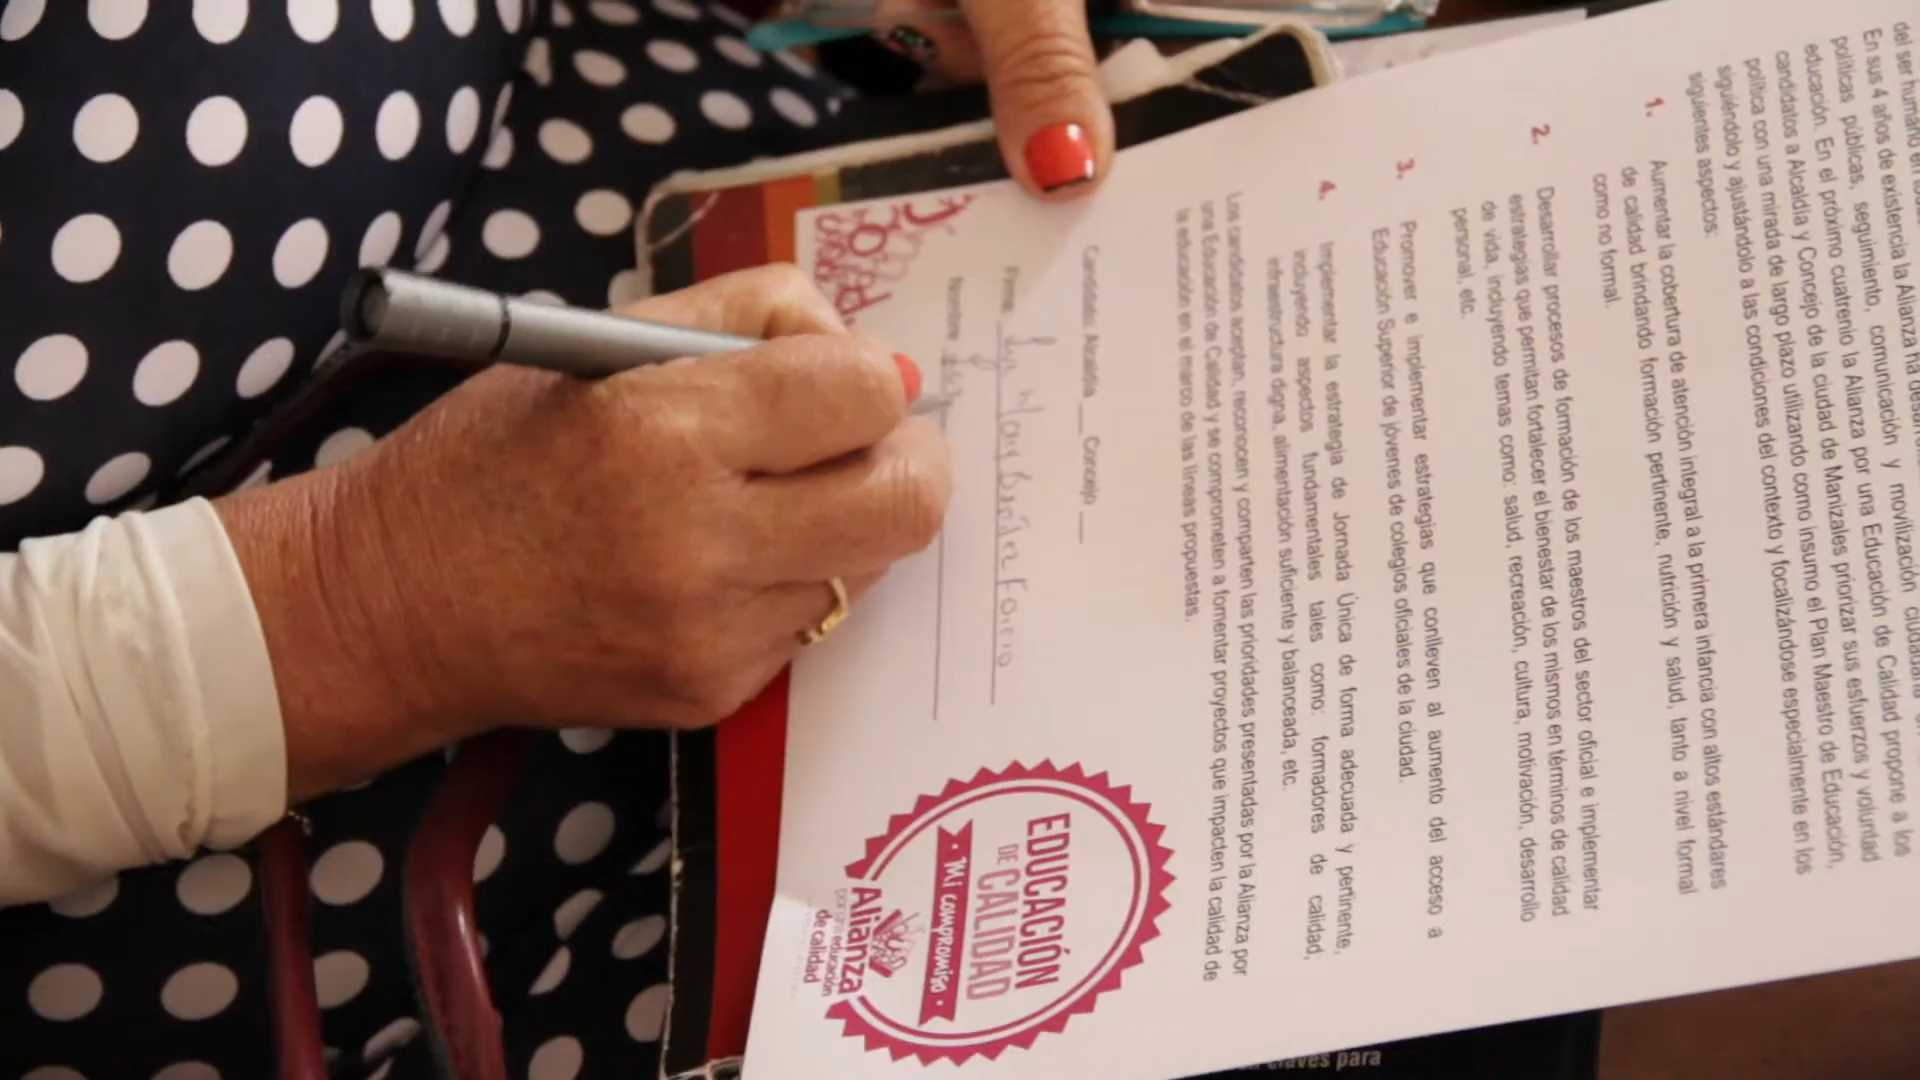 del ser humano en
En sus 4 años de existencia la Alianza ha
políticas públicas, seguimiento, comunicación y movilización ciudadana
educación. En el próximo cuatrenio la Alianza por una Educación de Calidad propone a los
candidatos a Alcaldía y Concejo de la ciudad de Manizales priorizar sus esfuerzos y voluntad
política con una mirada de largo plazo utilizando como insumo el Plan Maestro de Educación,
siguiéndolo y ajustándolo a las condiciones del contexto y focalizándose especialmente en los
siguientes aspectos:
1. Aumentar la cobertura de atención integral a la primera infancia con altos estándares
de calidad brindando formación pertinente, nutrición y salud, tanto a nivel formal
como no formal.
2. Desarrollar procesos de formación de los maestros del sector oficial e implementar
estrategias que permitan fortalecer el bienestar de los mismos en términos de calidad
de vida, incluyendo temas como: salud, recreación, cultura, motivación, desarrollo
personal, etc.
3. Promover e implementar estrategias que conlleven al aumento del acceso a
Educación Superior de jóvenes de colegios oficiales de la ciudad.
4. Implementar la estrategia de Jornada Única de forma adecuada y pertinente,
incluyendo aspectos fundamentales tales como: formadores de calidad,
infraestructura digna, alimentación suficiente y balanceada, etc.
Los candidatos aceptan, reconocen y comparten las prioridades presentadas por la Alianza por
una Educación de Calidad y se comprometen a fomentar proyectos que impacten la calidad de
la educación en el marco de las líneas propuestas.
Candidato: Alcaldía ___ Concejo ___
Firma:
Nombre
EDUCACIÓN
DE CALIDAD
Mi compromiso
Alianza
por una educación
de calidad
claves para